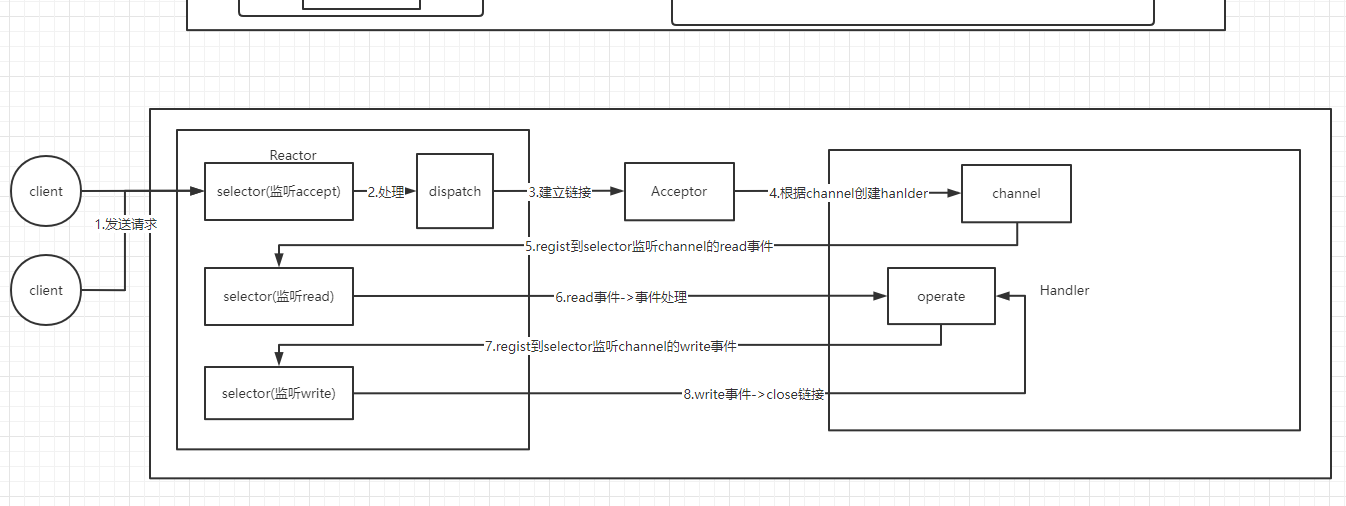 Reactor
client
1.发送请求
selector(监听accept)
2.处理
dispatch
3.建立链接
Acceptor
4.根据channel创建hanlder
channel
5.regist到selector监听channel的read事件
client
selector(监听read)
6.read事件->事件处理
operate
Handler
7.regist到selector监听channel的write事件
selector(监听write)
8.write事件->close链接